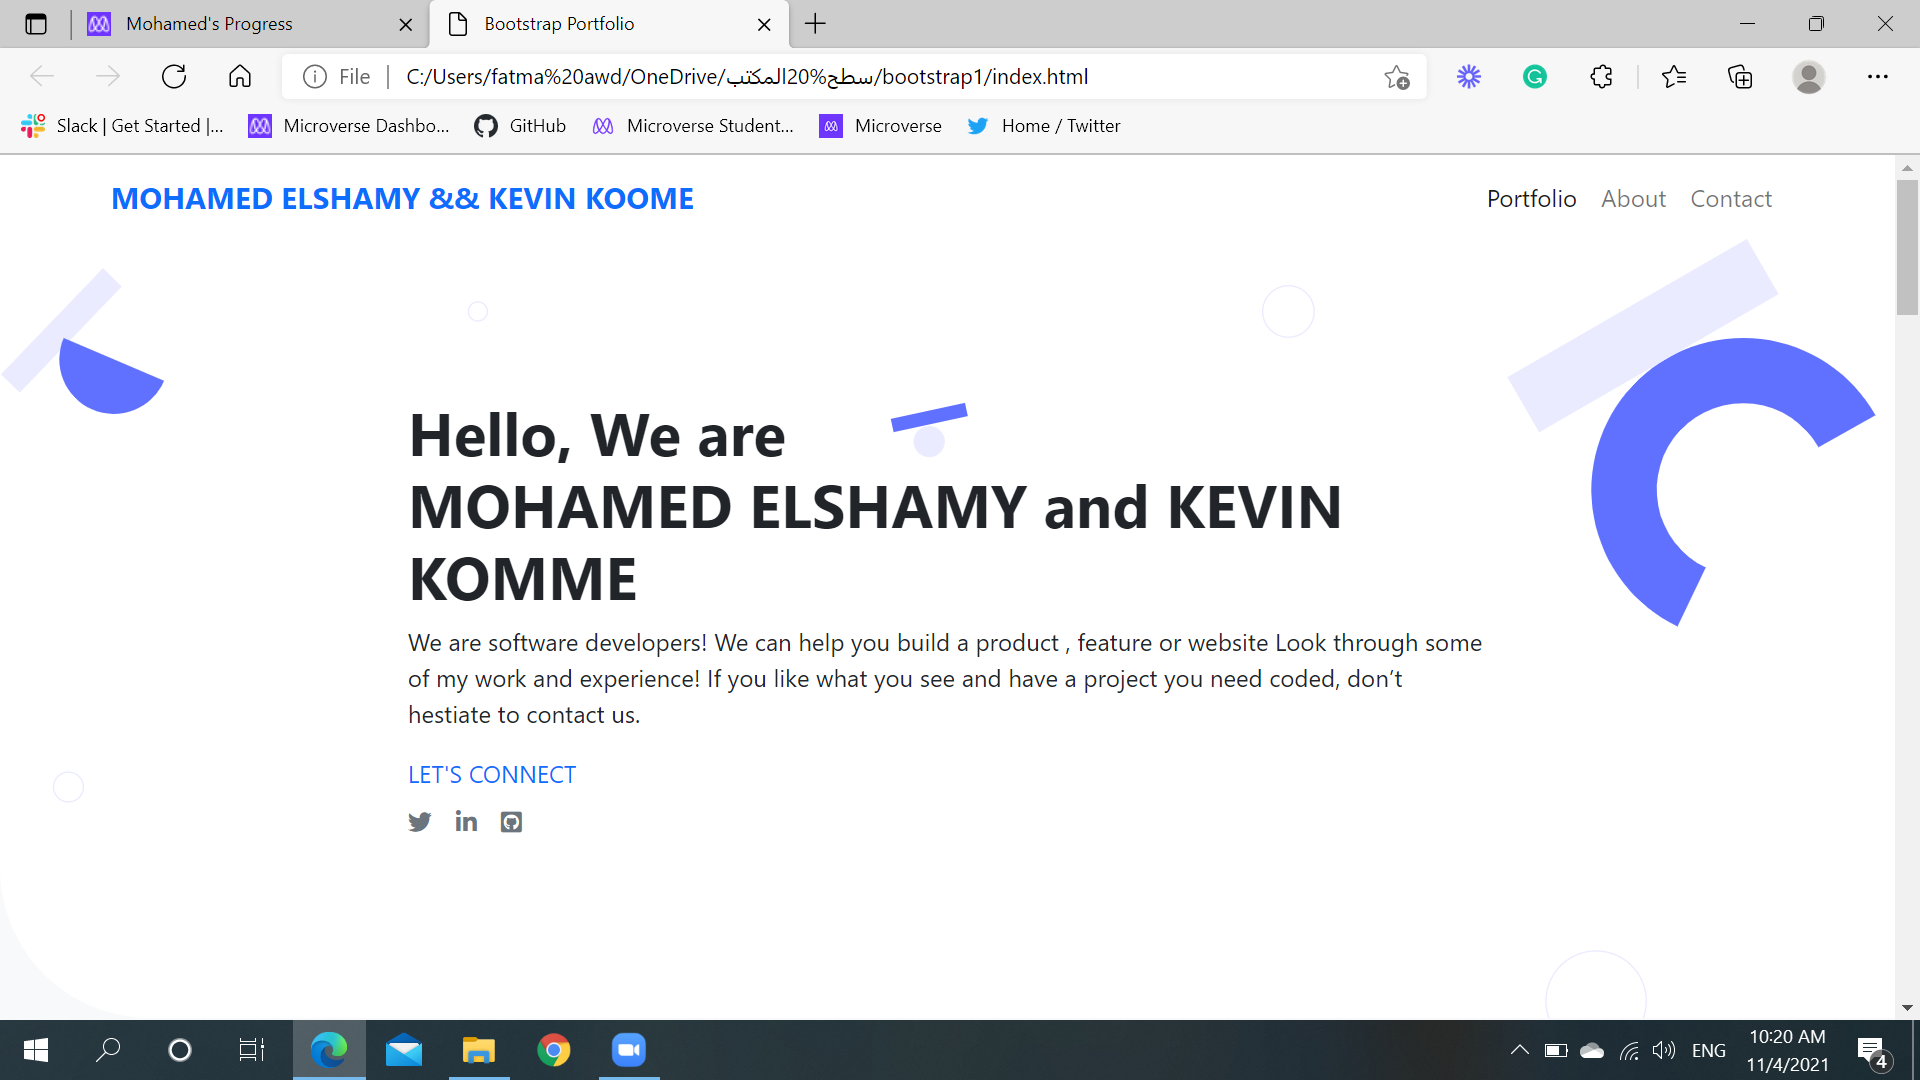 Mohamed's Progress
Bootstrap Portfolio
File
C:/Users/fatma%20awd/OneDrive/سطح%20المكتب/bootstrap1/index.html
Slack | Get Started |...
Microverse Dashbo...
GitHub
Microverse Student...
Microverse
Home / Twitter
MOHAMED ELSHAMY && KEVIN KOOME
Portfolio
About
Contact
Hello, We are
MOHAMED ELSHAMY and KEVIN
KOMME
We are software developers! We can help you build a product , feature or website Look through some
of my work and experience! If you like what you see and have a project you need coded, don’t
hestiate to contact us.
LET'S CONNECT
ENG
10:20 AM
11/4/2021
4